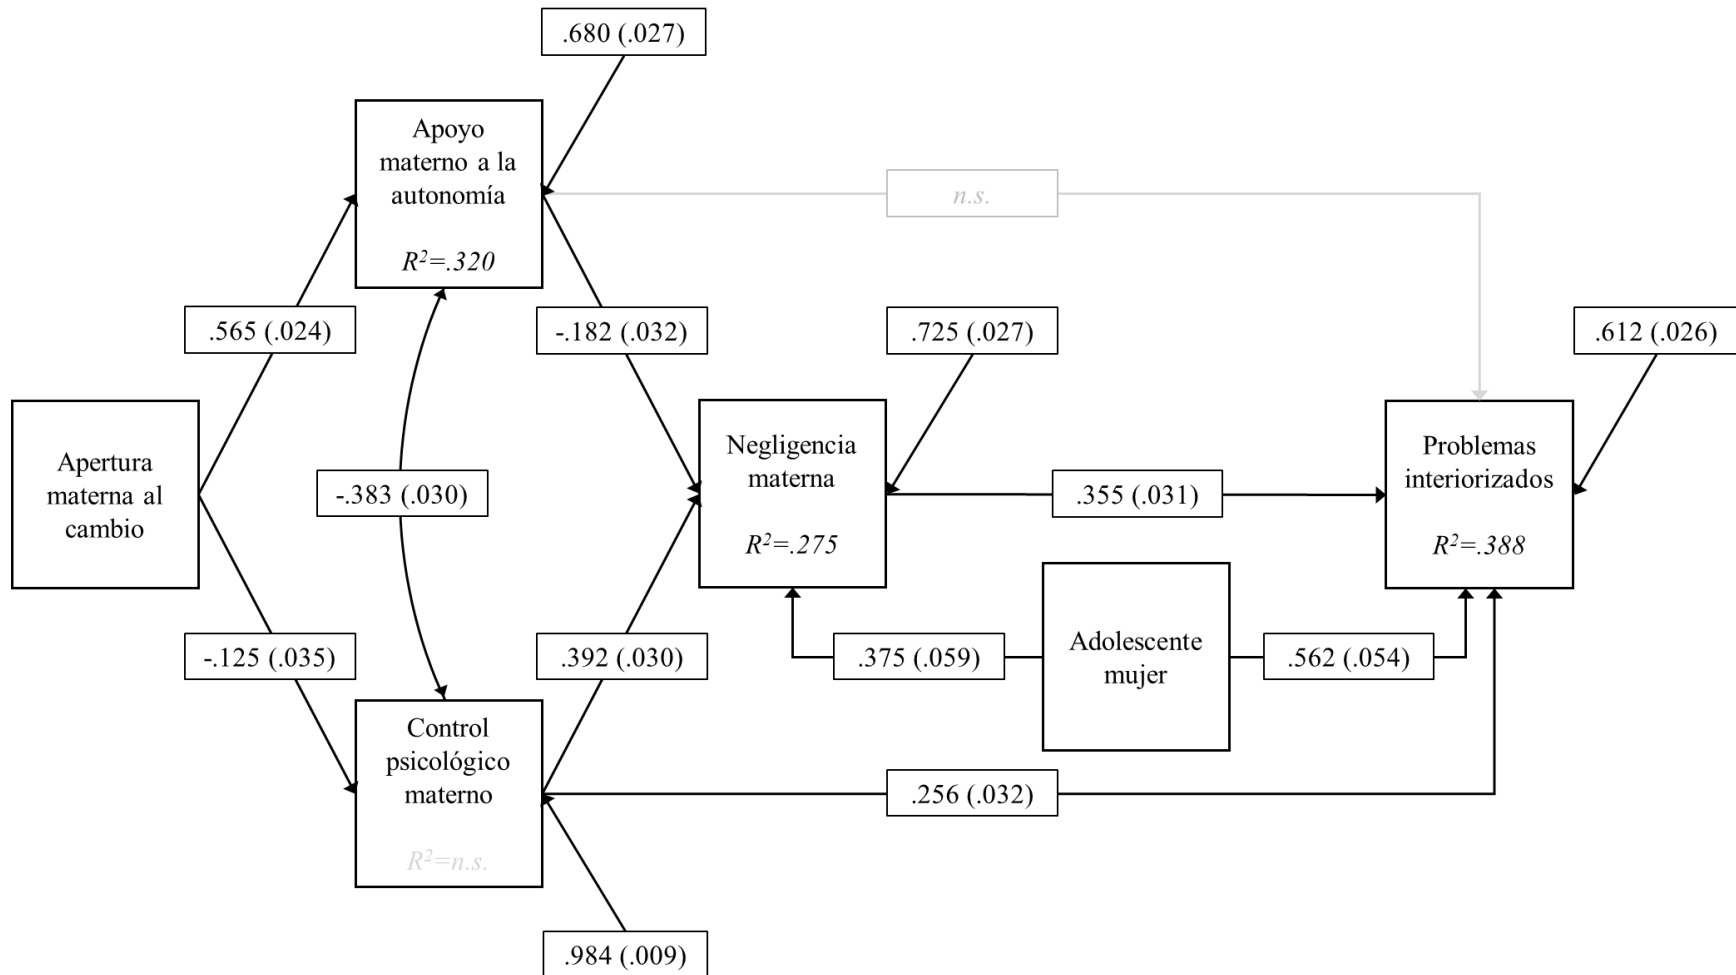 .680 (.027)
Apoyo
materno a la
autonomía
R²=.320
n.s.
.565 (.024)
-.182 (.032)
.725 (.027)
.612 (.026)
Apertura
materna al
cambio
-.383 (.030)
Negligencia
materna
R²=.275
.355 (.031)
Problemas
interiorizados
R²=.388
-.125 (.035)
.392 (.030)
.375 (.059)
Adolescente
mujer
.562 (.054)
Control
psicológico
materno
R²=n.s.
.256 (.032)
.984 (.009)